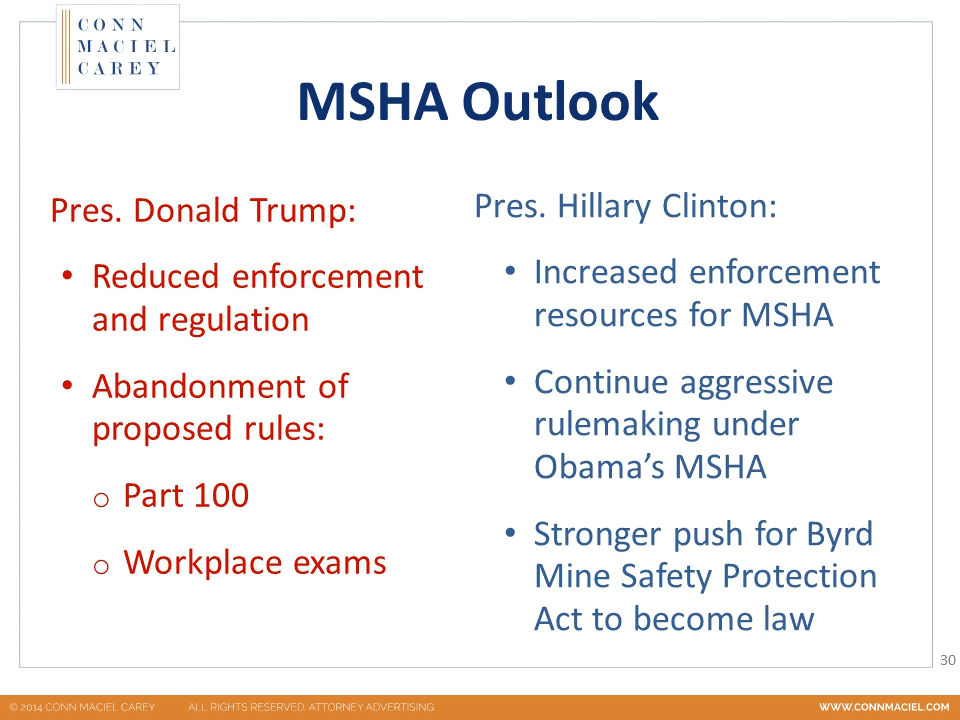 CONN
MACIEL
CAREY
MSHA Outlook
Pres. Donald Trump:
• Reduced enforcement
and regulation
• Abandonment of
proposed rules:
o Part 100
o Workplace exams
Pres. Hillary Clinton:
• Increased enforcement
resources for MSHA
• Continue aggressive
rulemaking under
Obama’s MSHA
• Stronger push for Byrd
Mine Safety Protection
Act to become law
30
© 2014 CONN MACIEL CAREY ALL RIGHTS RESERVED ATTORNEY ADVERTISING WWW.CONNMACIEL.COM